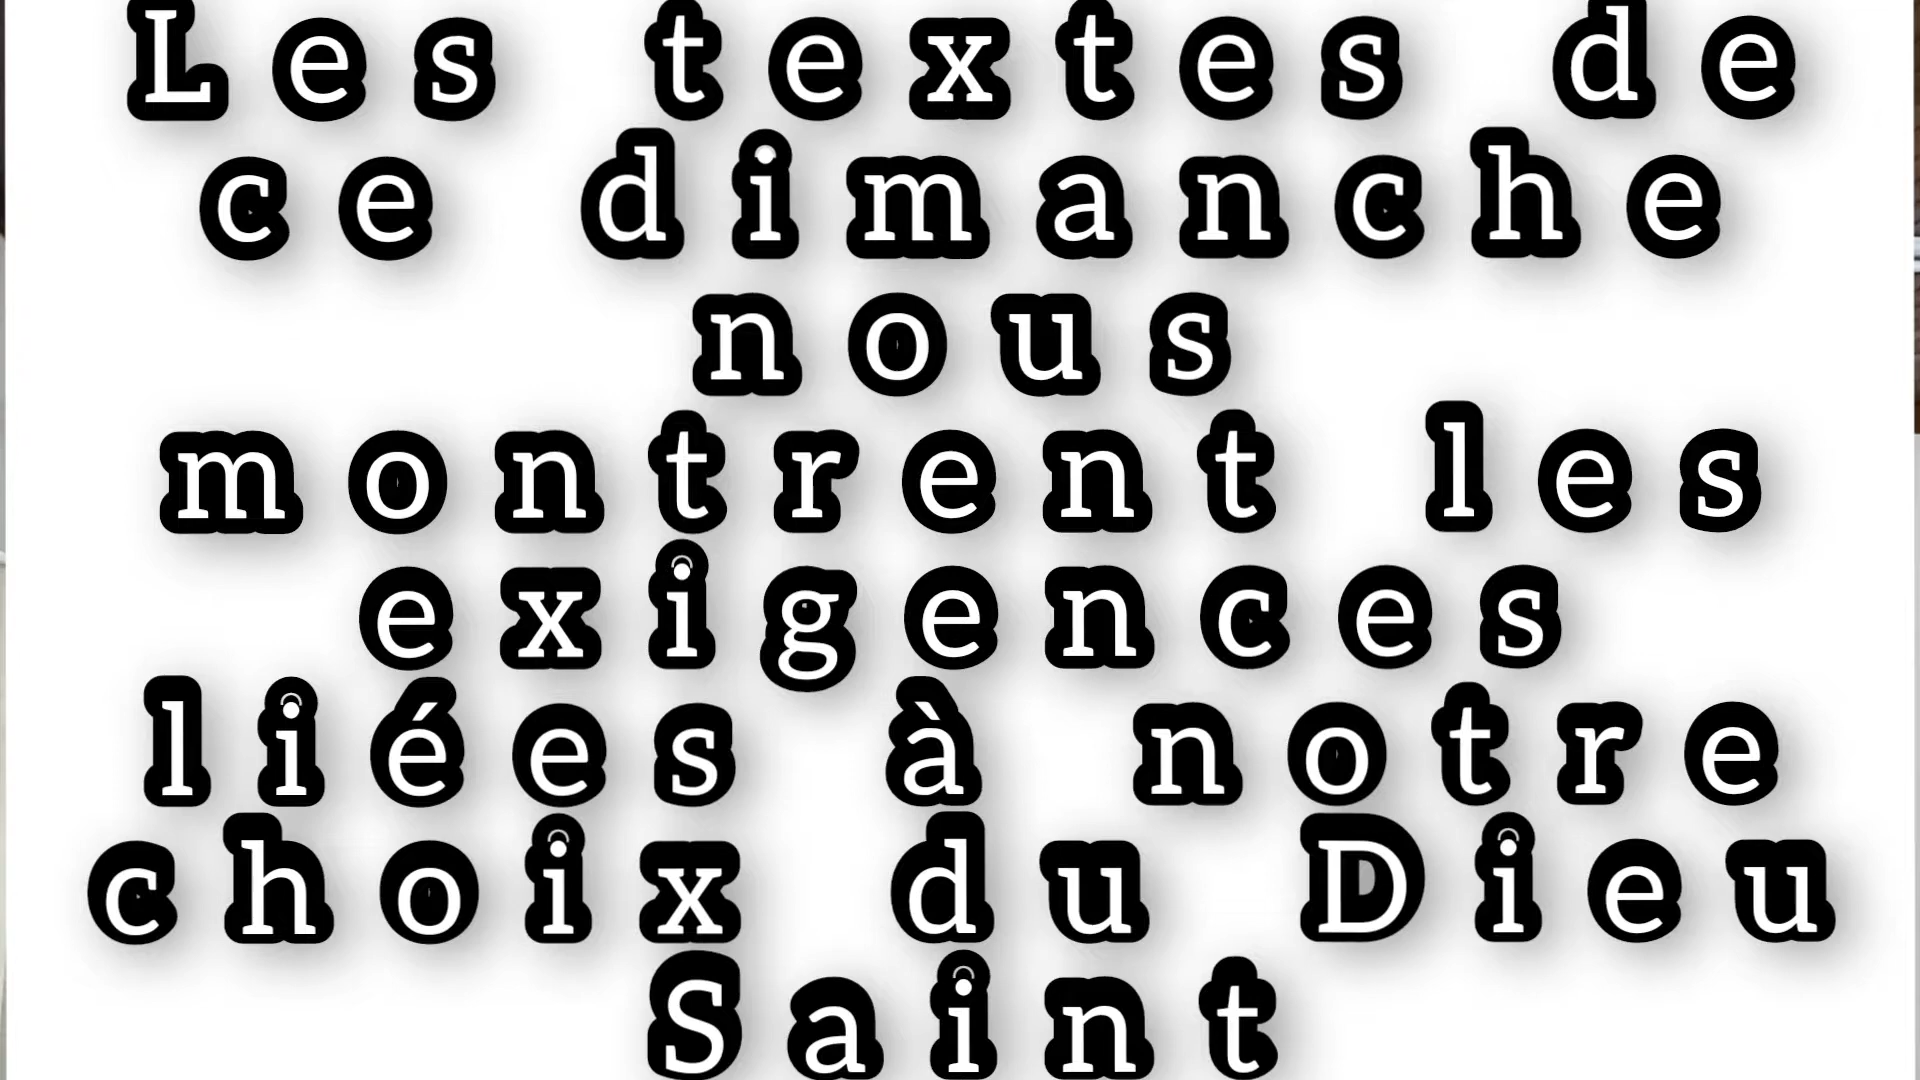 Les textes de
ce dimanche
nous
montrent les
exigences
liées à notre
choix du Dieu
Saint